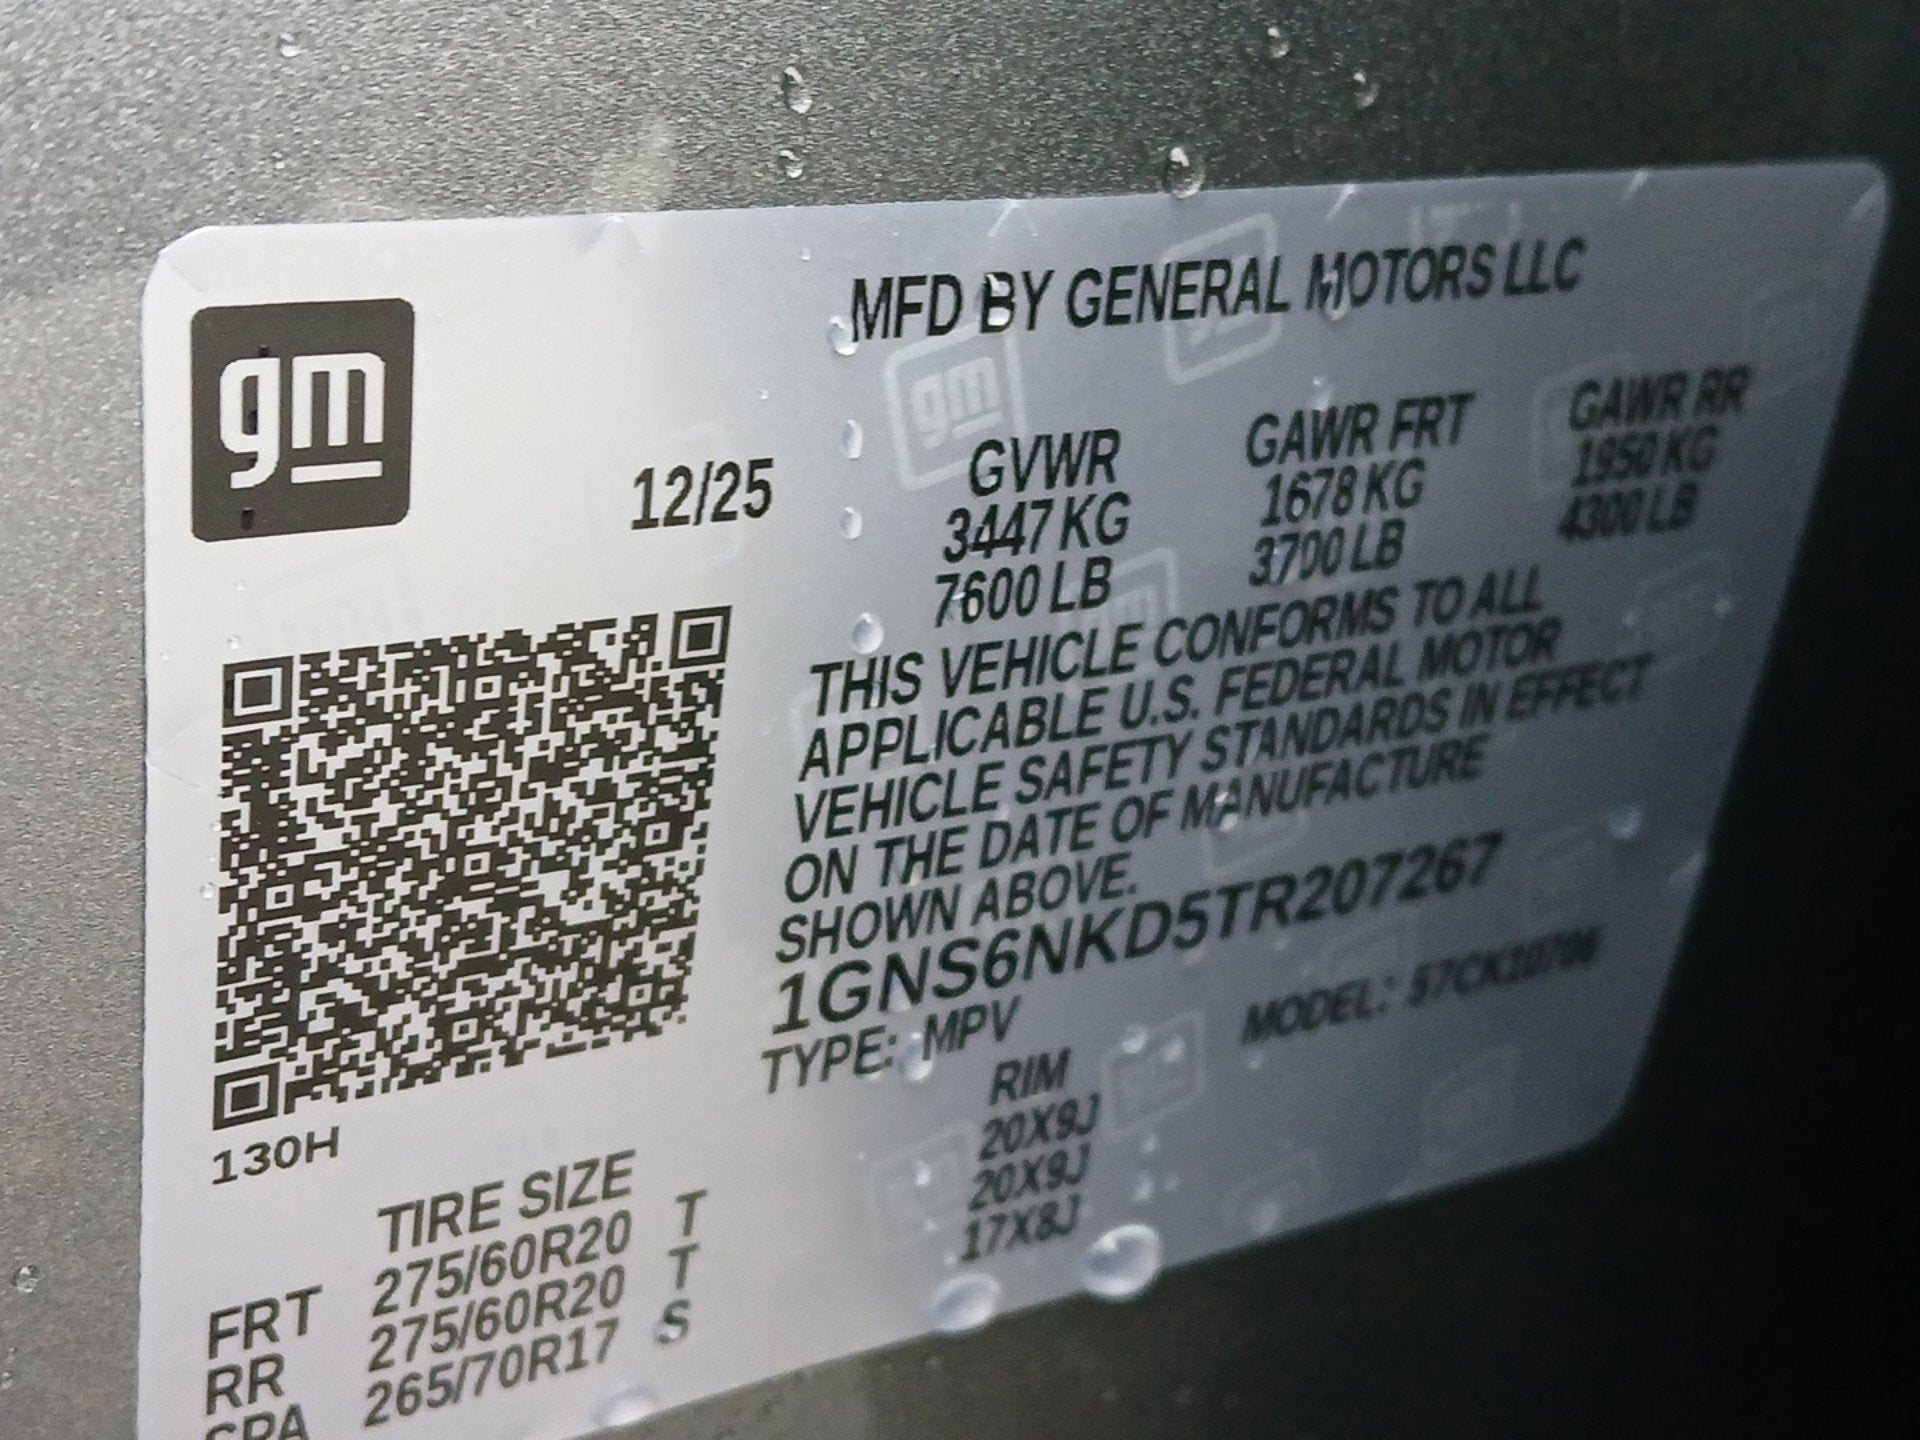 MFD BY GENERAL MOTORS LLC
gm
12/25
GVWR GAWR FRT GAWR RR
3447 KG 1678 KG 1950 KG
7600 LB 3700 LB 4300 LB
THIS VEHICLE CONFORMS TO ALL
APPLICABLE U.S. FEDERAL MOTOR
VEHICLE SAFETY STANDARDS IN EFFECT
ON THE DATE OF MANUFACTURE
SHOWN ABOVE.
1GNS6NKD5TR207267
TYPE: MPV MODEL: 57CK10706
130H
TIRE SIZE RIM
FRT 275/60R20 T 20X9J
RR 275/60R20 T 20X9J
SPA 265/70R17 S 17X8J